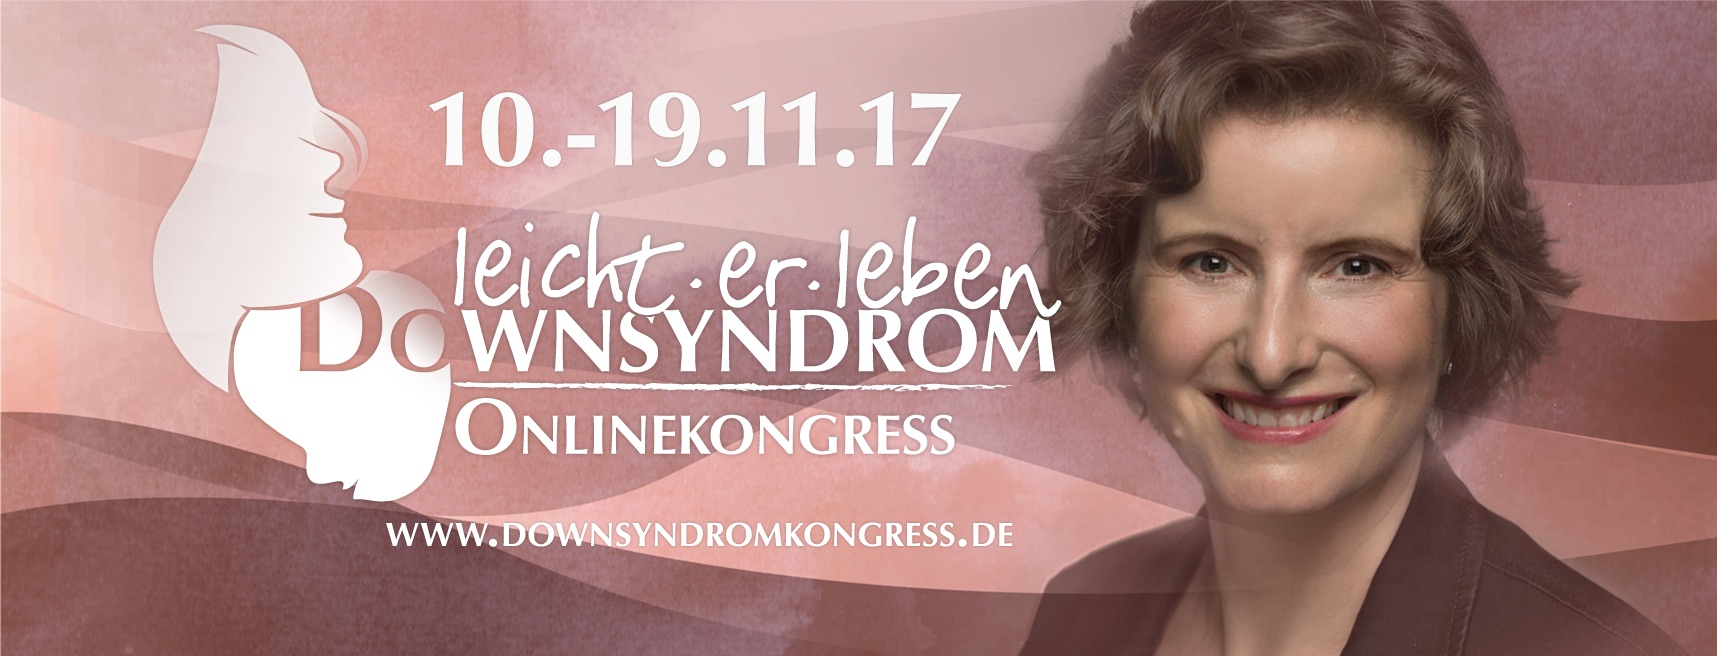 10.-19.11.17
leicht·er·leben
DOWNSYNDROM
ONLINEKONGRESS
WWW.DOWNSYNDROMKONGRESS.DE